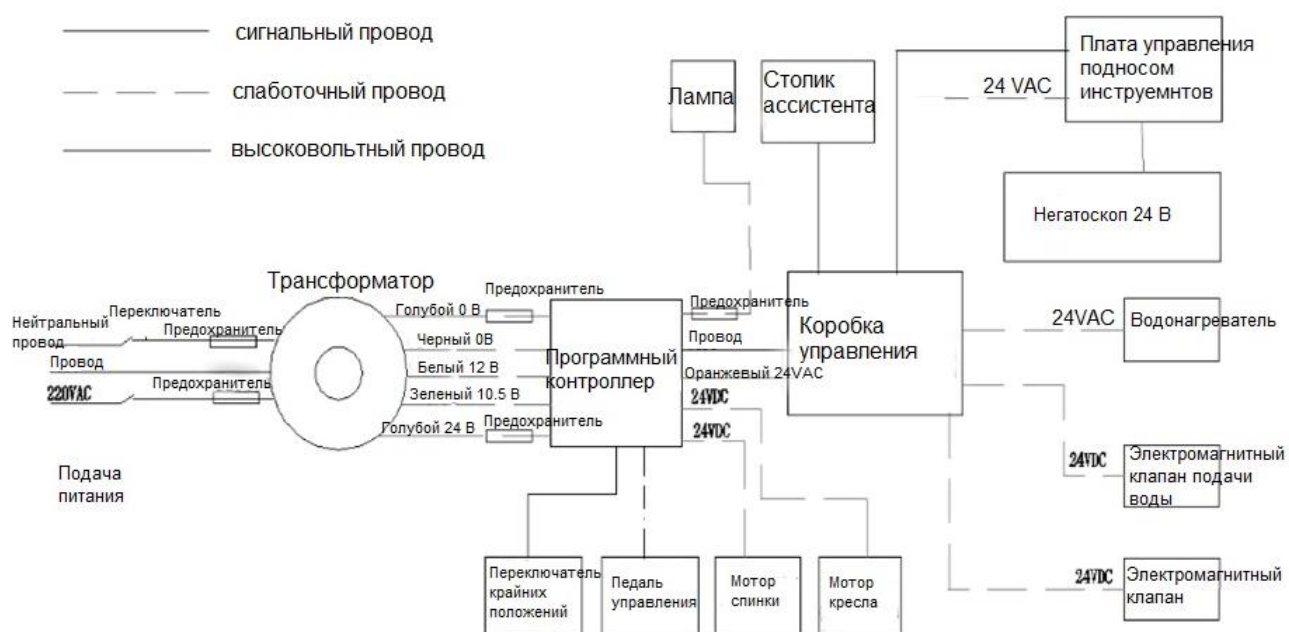 сигнальный провод
слаботочный провод
высоковольтный провод
Лампа
Столик
ассистента
24 VAC
Плата управления
подносом
инструемнтов
Негатоскоп 24 В
Трансформатор
Нейтральный
провод
Переключатель
Предохранитель
Провод
220VAC
Предохранитель
Подача
питания
Голубой 0 В
Предохранитель
Черный 0В
Белый 12 В
Зеленый 10.5 В
Голубой 24 В
Предохранитель
Программный
контроллер
Предохранитель
Провод
Оранжевый 24VAC
24VDC
24VDC
Коробка
управления
24VAC
Водонагреватель
24VDC
Электромагнитный
клапан подачи
воды
24VDC
Электромагнитный
клапан
Переключатель
крайних
положений
Педаль
управления
Мотор
спинки
Мотор
кресла